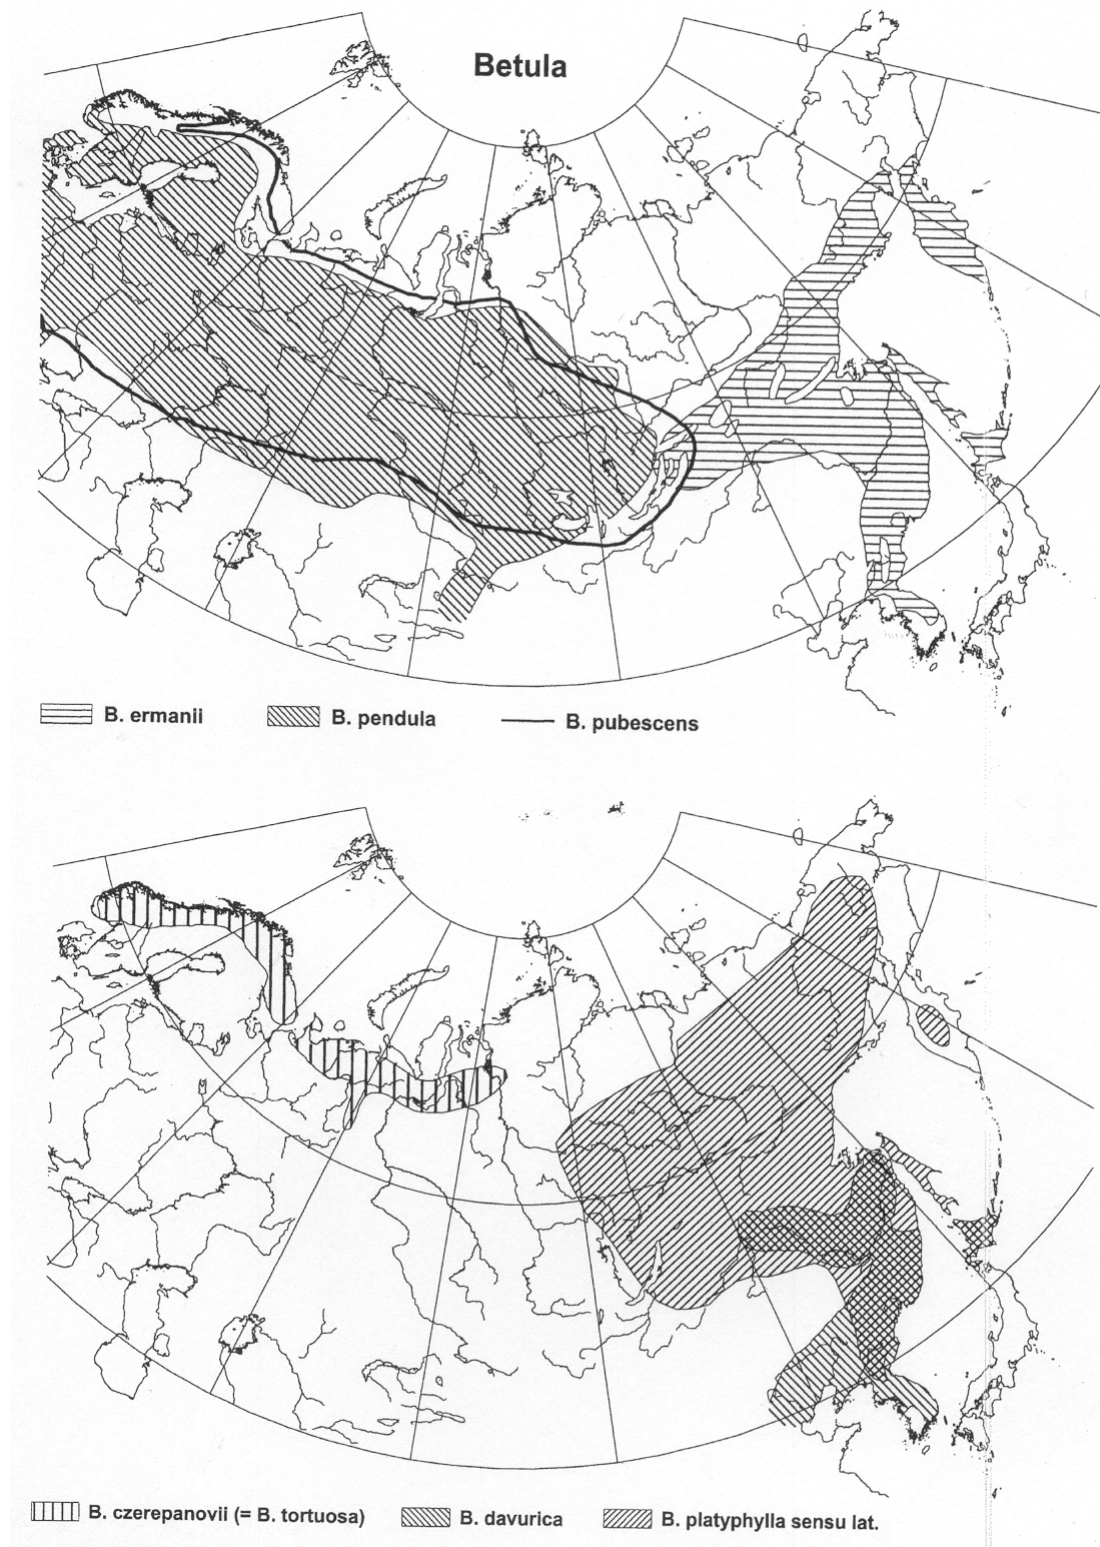 Betula
B. ermanii B. pendula B. pubescens
B. czerepanovii (= B. tortuosa) B. davurica B. platyphylla sensu lat.